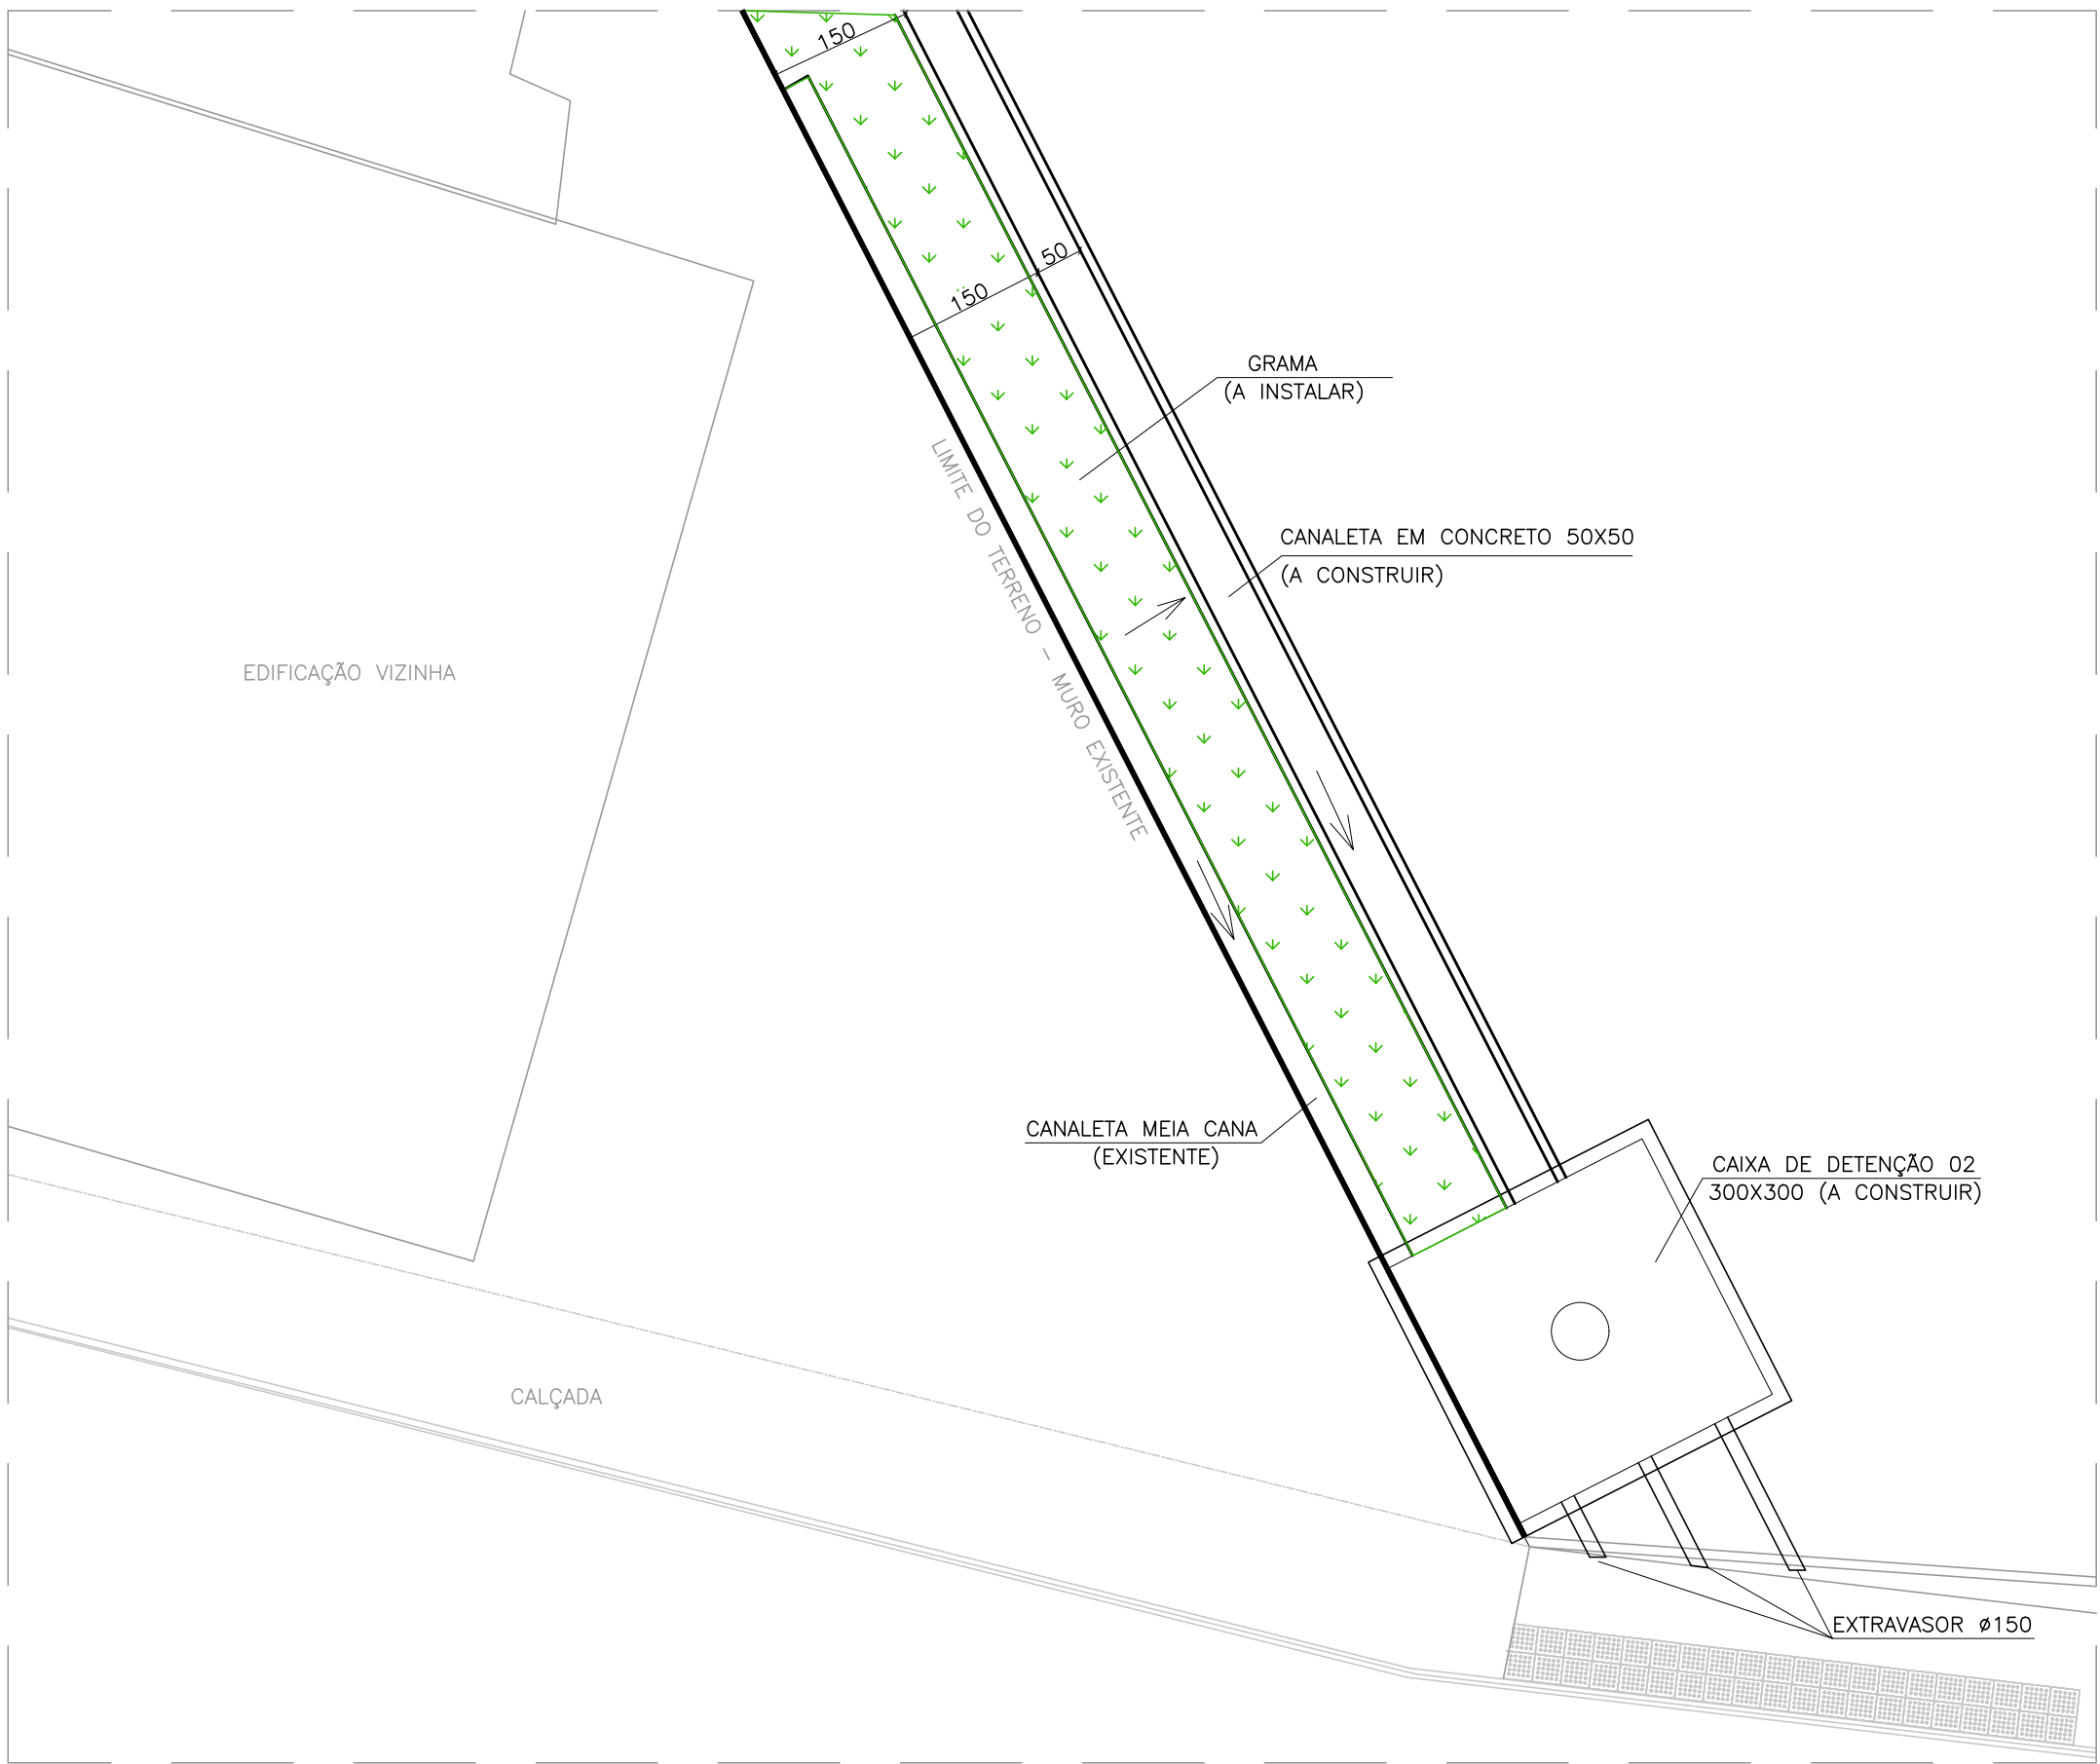 150
50
150
GRAMA
(A INSTALAR)
CANALETA EM CONCRETO 50X50
(A CONSTRUIR)
LIMITE DO TERRENO - MURO EXISTENTE
EDIFICAÇÃO VIZINHA
CANALETA MEIA CANA
(EXISTENTE)
CAIXA DE DETENÇÃO 02
300X300 (A CONSTRUIR)
CALÇADA
EXTRAVASOR ø150